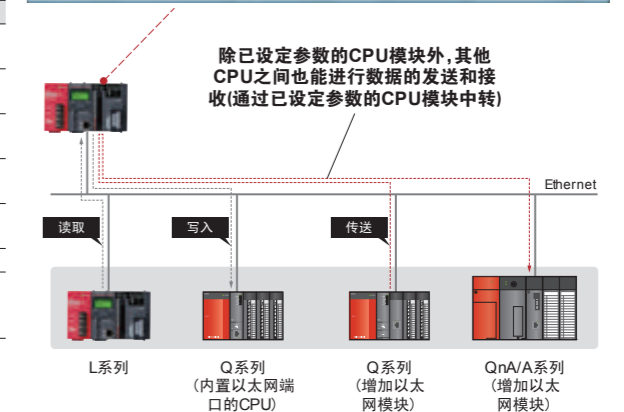 除已设定参数的CPU模块外,其他
CPU之间也能进行数据的发送和接
收(通过已设定参数的CPU模块中转)
Ethernet
读取
写入
传送
L系列
Q系列
(内置以太网端
口的CPU)
Q系列
(增加以太
网模块)
QnA/A系列
(增加以太
网模块)